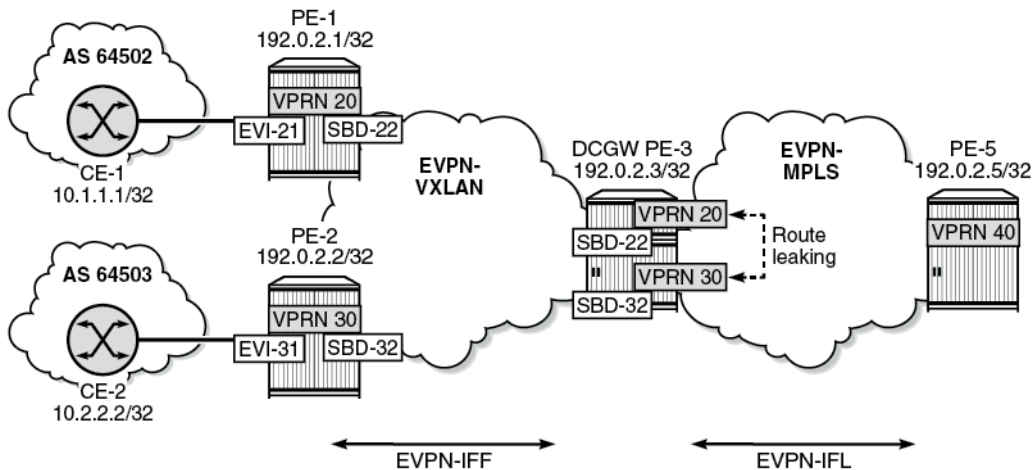 PE-1
192.0.2.1/32
AS 64502
VPRN 20
EVI-21
SBD-22
CE-1
10.1.1.1/32
EVPN-
VXLAN
DCGW PE-3
192.0.2.3/32
EVPN-
MPLS
PE-5
192.0.2.5/32
VPRN 20
SBD-22
Route
leaking
VPRN 30
SBD-32
VPRN 40
PE-2
192.0.2.2/32
AS 64503
VPRN 30
EVI-31
SBD-32
CE-2
10.2.2.2/32
EVPN-IFF
EVPN-IFL